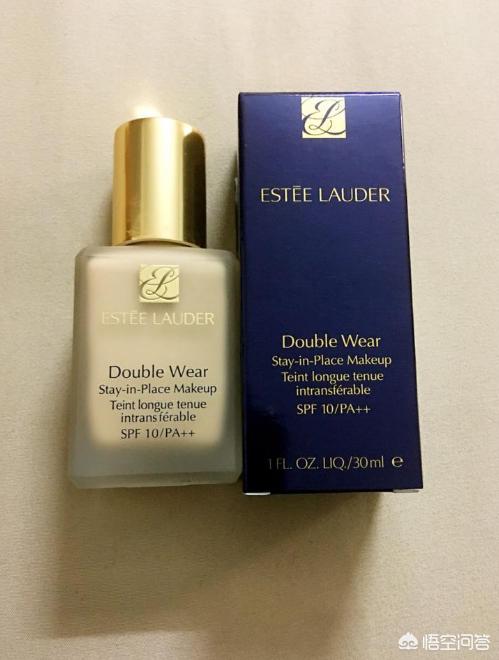 ESTĒE LAUDER
Double Wear
Stay-in-Place Makeup
Teint longue tenue
intransférable
SPF 10/PA++
ESTĒE LAUDER
Double Wear
Stay-in-Place Makeup
Teint longue tenue
intransférable
SPF 10/PA++
1 FL. OZ. LIQ./30ml e
悟空问答